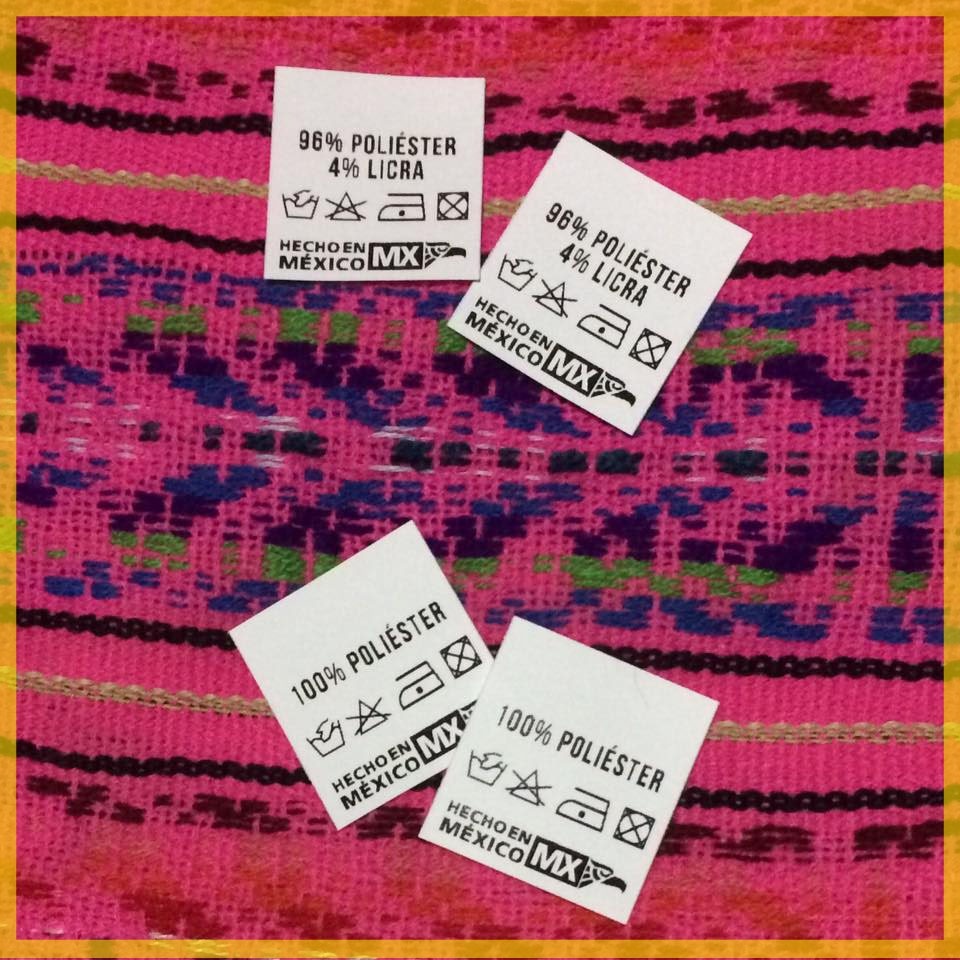 96% POLIÉSTER
4% LICRA
HECHO EN
MÉXICO MX
96% POLIÉSTER
4% LICRA
HECHO EN
MÉXICO MX
100% POLIÉSTER
HECHO EN
MÉXICO MX
100% POLIÉSTER
HECHO EN
MÉXICO MX